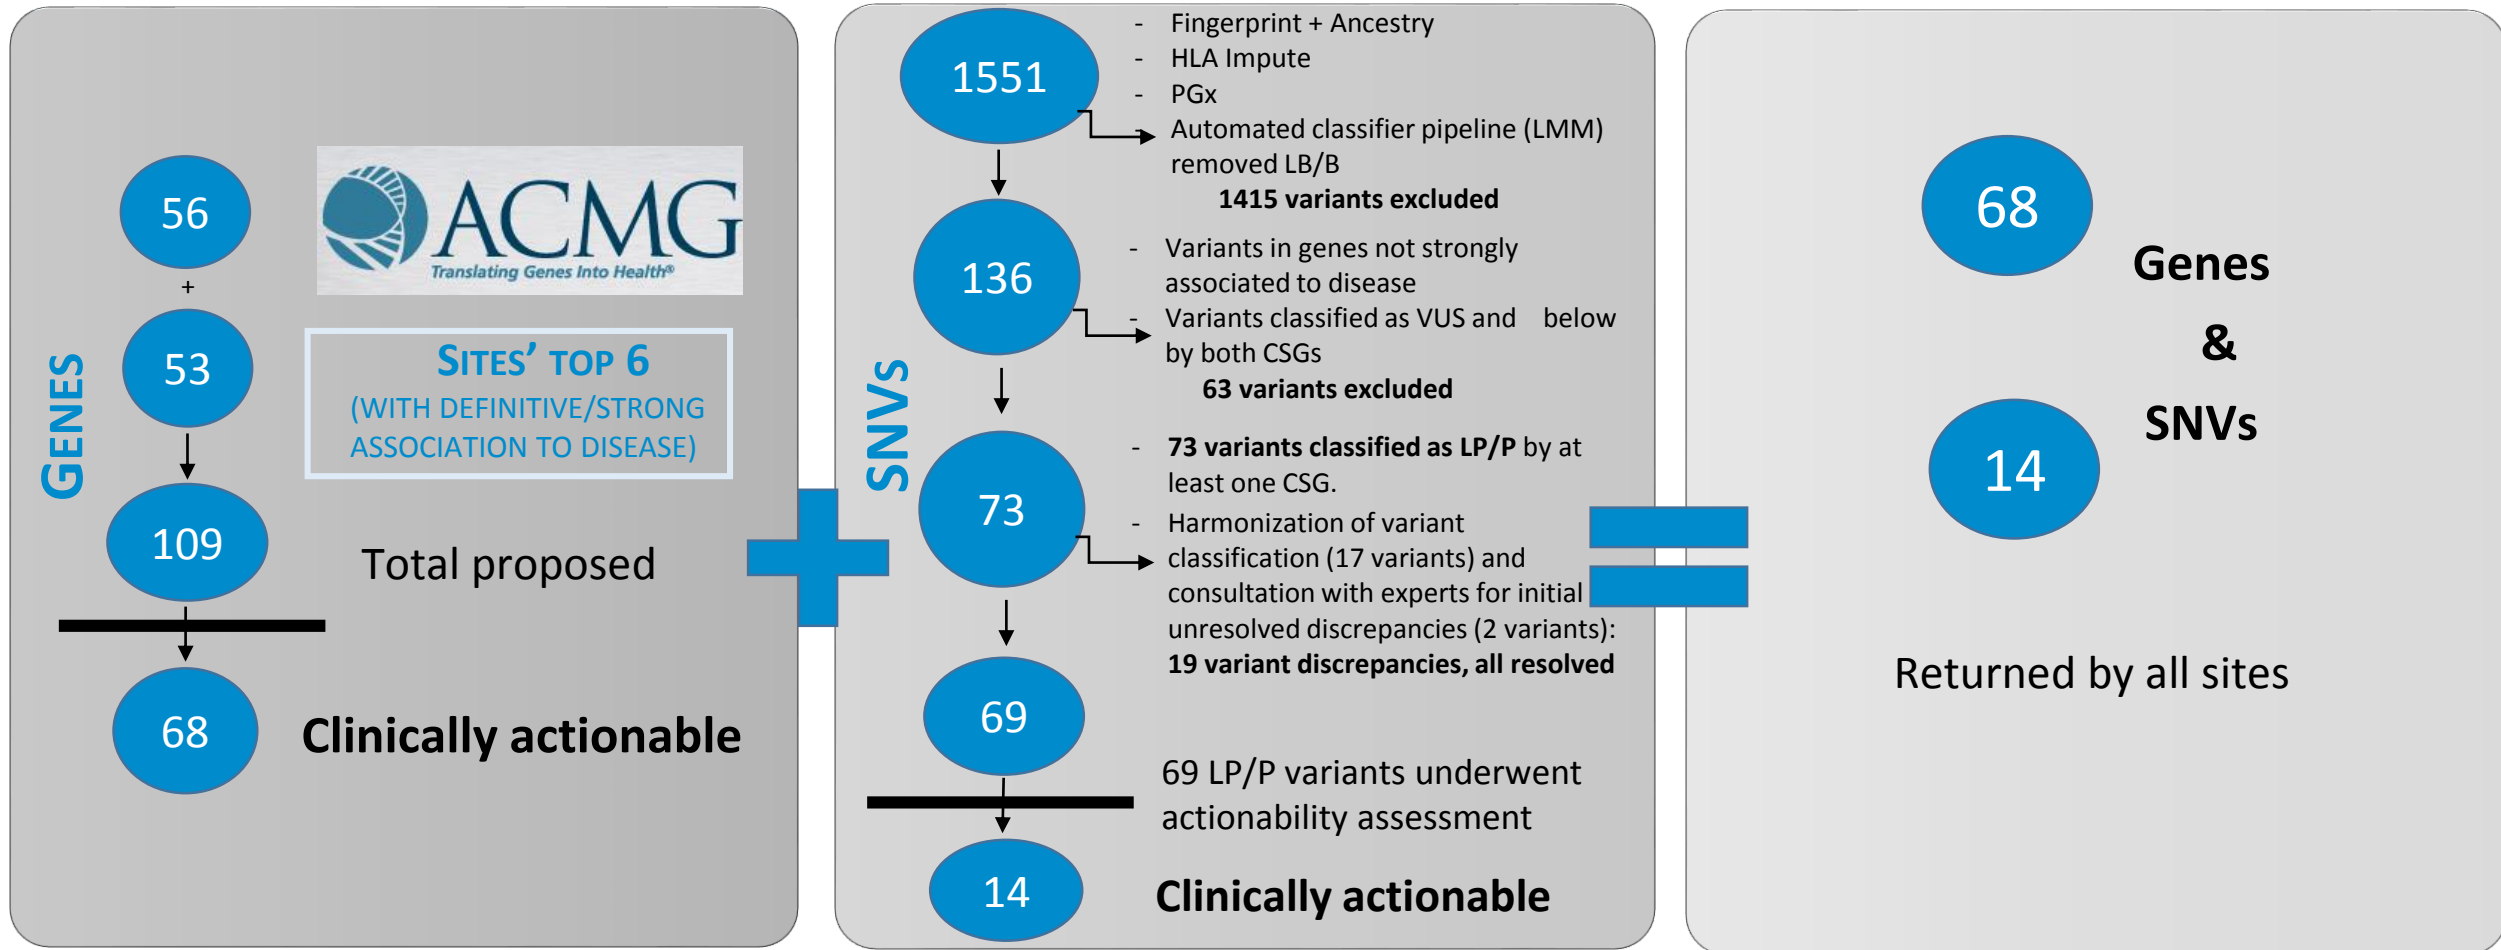 GENES
56
+
53
109
68
ACMG
Translating Genes Into Health®
SITES’ TOP 6
(WITH DEFINITIVE/STRONG
ASSOCIATION TO DISEASE)
Total proposed
Clinically actionable
SNVs
1551
- Fingerprint + Ancestry
- HLA Impute
- PGx
- Automated classifier pipeline (LMM)
removed LB/B
1415 variants excluded
136
- Variants in genes not strongly
associated to disease
- Variants classified as VUS and below
by both CSGs
63 variants excluded
73
- 73 variants classified as LP/P by at
least one CSG.
- Harmonization of variant
classification (17 variants) and
consultation with experts for initial
unresolved discrepancies (2 variants):
19 variant discrepancies, all resolved
69
69 LP/P variants underwent
actionability assessment
14
Clinically actionable
68
Genes
&
SNVs
14
Returned by all sites